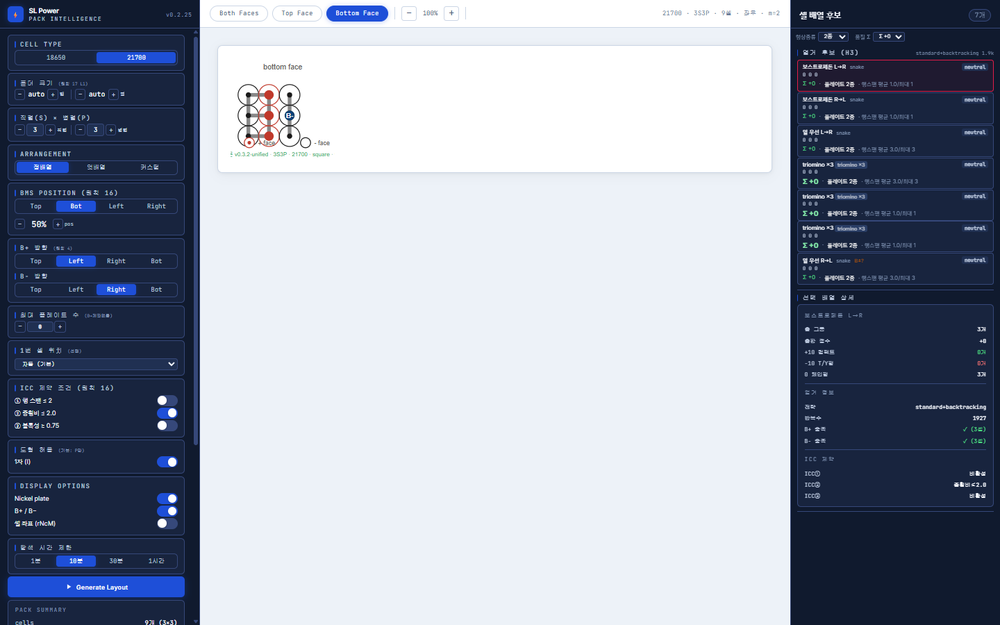 SL Power
PACK INTELLIGENCE
v0.2.25
CELL TYPE
18650
21700
홀더 크기 (원칙 17 L1)
− auto + 행 − auto + 열
직렬(S) × 병렬(P)
− 3 + 직렬 − 3 + 병렬
ARRANGEMENT
정배열
엇배열
커스텀
BMS POSITION (원칙 16)
Top
Bot
Left
Right
− 50% + pos
B+ 방향 (원칙 4)
Top
Left
Right
Bot
B- 방향
Top
Left
Right
Bot
최대 플레이트 수 (0=제한없음)
− 0 +
1번 셀 위치
자동 (기본)
ICC 제약 조건 (원칙 16)
① 행 스팬 ≤ 2
② 종횡비 ≤ 2.0
③ 볼록성 ≥ 0.75
도형 허용
1자 (I)
DISPLAY OPTIONS
Nickel plate
B+ / B−
셀 좌표 (rNcM)
탐색 시간 제한
1분
10분
30분
1시간
Generate Layout
PACK SUMMARY
cells
9개 (3×3)
Both Faces
Top Face
Bottom Face
− 100% +
21700 · 3S3P · 9셀 · 좌우 · m=2
bottom face
B-
+ face
- face
v0.3.2-unified · 3S3P · 21700 · square ·
셀 배열 후보
7개
형상종류 2종 품질 Σ Σ +0
열거 후보 (H3)
standard+backtracking 1.9k
보스트로페돈 L→R snake
neutral
0 0 0
Σ +0 · 플레이트 2종 · 행스팬 평균 1.0/최대 1
보스트로페돈 R→L snake
neutral
0 0 0
Σ +0 · 플레이트 2종 · 행스팬 평균 1.0/최대 1
열 우선 L→R snake
neutral
0 0 0
Σ +0 · 플레이트 2종 · 행스팬 평균 3.0/최대 3
triomino ×3 triomino ×3
neutral
0 0 0
Σ +0 · 플레이트 2종 · 행스팬 평균 3.0/최대 3
triomino ×3 triomino ×3
neutral
0 0 0
Σ +0 · 플레이트 2종 · 행스팬 평균 1.0/최대 1
triomino ×3 triomino ×3
neutral
0 0 0
Σ +0 · 플레이트 2종 · 행스팬 평균 1.0/최대 1
열 우선 R→L snake B±?
neutral
0 0 0
Σ +0 · 플레이트 2종 · 행스팬 평균 3.0/최대 3
선택 배열 상세
보스트로페돈 L→R
총 그룹
3개
총판 점수
+0
+10 컴팩트
0개
-10 T/Y형
0개
0 체인형
3개
열거 정보
전략
standard+backtracking
반복수
1927
B+ 충족
✓ (3셀)
B- 충족
✓ (3셀)
ICC 제약
ICC①
비활성
ICC②
종횡비≤2.0
ICC③
비활성